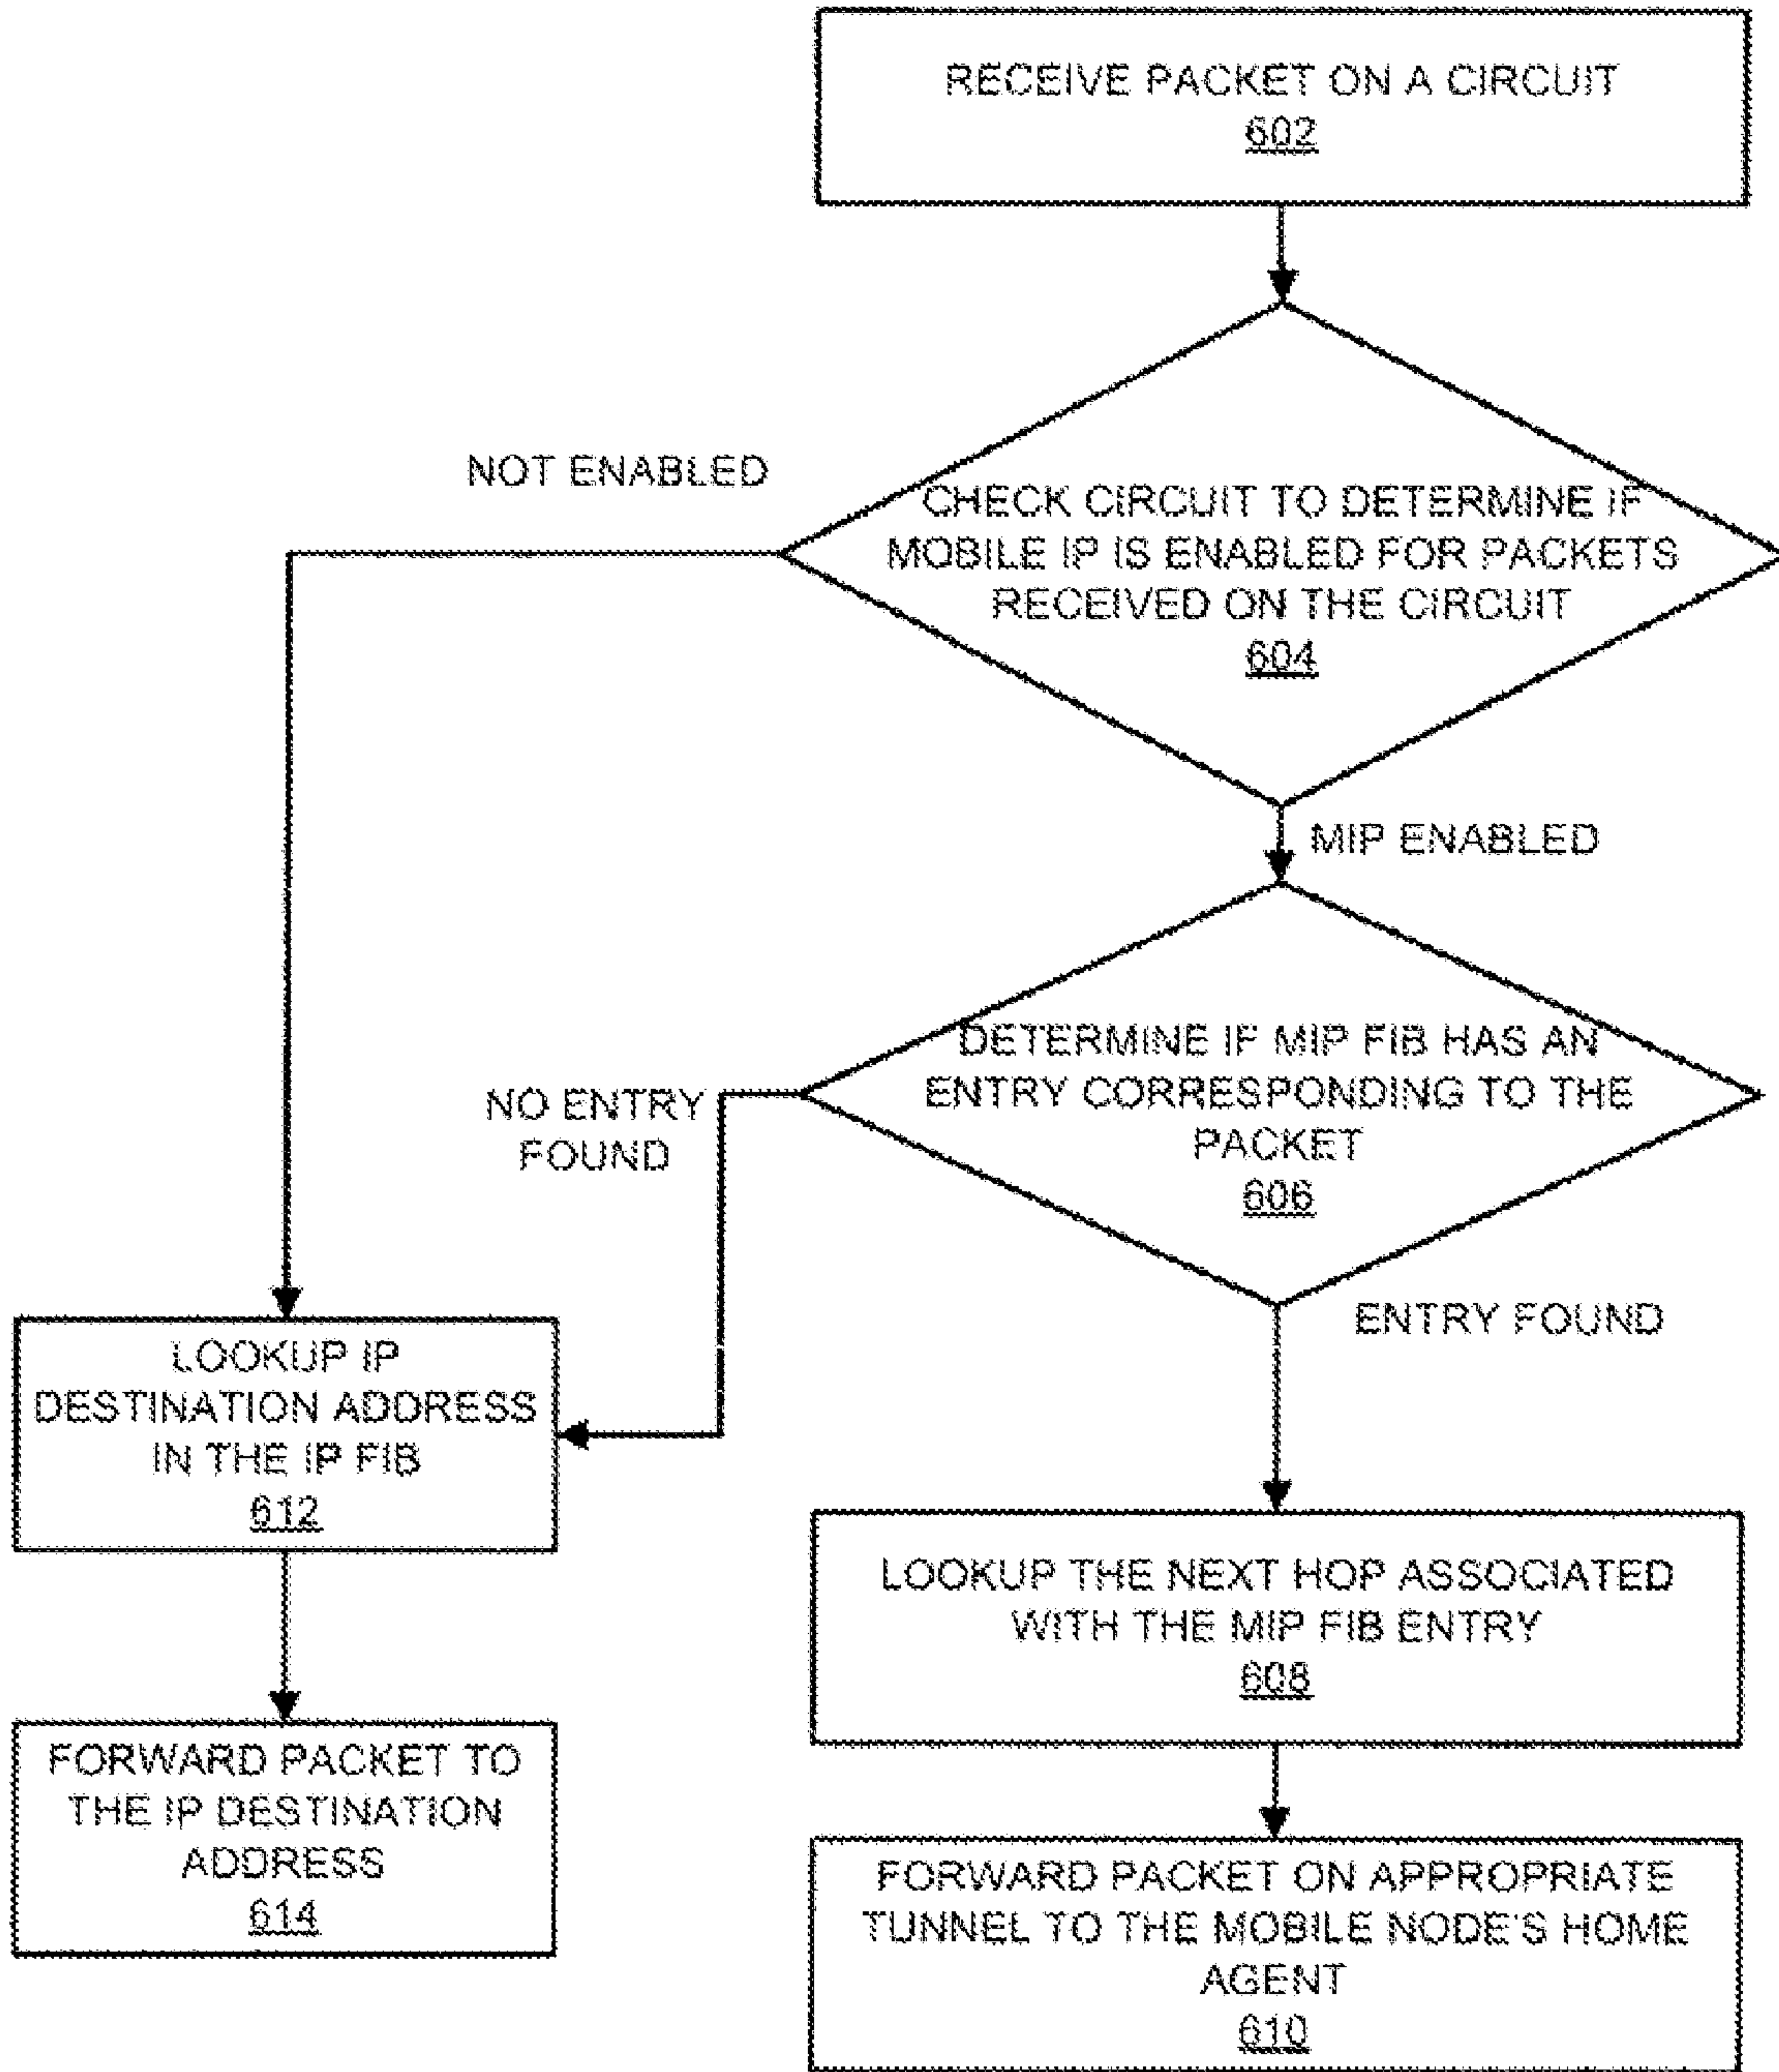 RECEIVE PACKET ON A CIRCUIT
602
NOT ENABLED
CHECK CIRCUIT TO DETERMINE IF
MOBILE IP IS ENABLED FOR PACKETS
RECEIVED ON THE CIRCUIT
604
MIP ENABLED
DETERMINE IF MIP FIB HAS AN
ENTRY CORRESPONDING TO THE
PACKET
606
NO ENTRY
FOUND
ENTRY FOUND
LOOKUP IP
DESTINATION ADDRESS
IN THE IP FIB
612
LOOKUP THE NEXT HOP ASSOCIATED
WITH THE MIP FIB ENTRY
608
FORWARD PACKET TO
THE IP DESTINATION
ADDRESS
614
FORWARD PACKET ON APPROPRIATE
TUNNEL TO THE MOBILE NODE'S HOME
AGENT
610